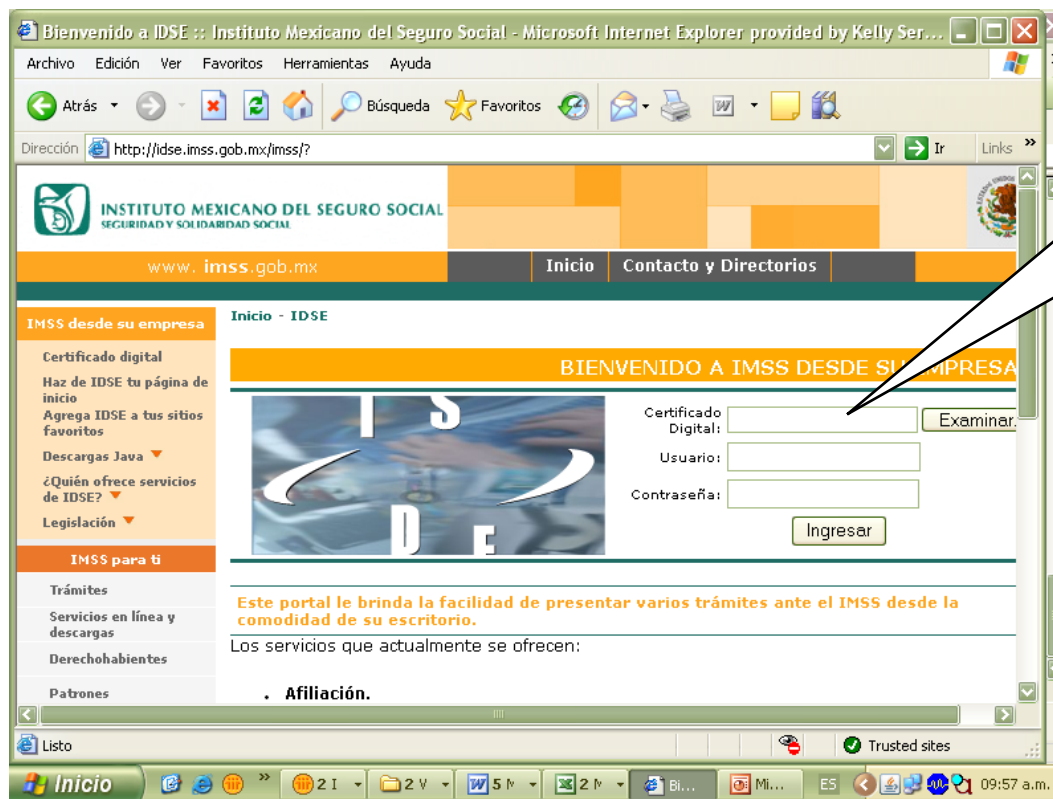 Bienvenido a IDSE :: Instituto Mexicano del Seguro Social - Microsoft Internet Explorer provided by Kelly Ser...
Archivo Edición Ver Favoritos Herramientas Ayuda
Atrás Búsqueda Favoritos
Dirección http://idse.imss.gob.mx/imss/? Ir Links »
INSTITUTO MEXICANO DEL SEGURO SOCIAL
SEGURIDAD Y SOLIDARIDAD SOCIAL
www. imss.gob.mx Inicio Contacto y Directorios
IMSS desde su empresa
Certificado digital
Haz de IDSE tu página de
inicio
Agrega IDSE a tus sitios
favoritos
Descargas Java
¿Quién ofrece servicios
de IDSE?
Legislación
IMSS para ti
Trámites
Servicios en línea y
descargas
Derechohabientes
Patrones
Inicio - IDSE
BIENVENIDO A IMSS DESDE SU EMPRESA
I S
D E
Certificado
Digital:
Examinar.
Usuario:
Contraseña:
Ingresar
Este portal le brinda la facilidad de presentar varios trámites ante el IMSS desde la
comodidad de su escritorio.
Los servicios que actualmente se ofrecen:
. Afiliación.
Listo Trusted sites
Inicio » 2 I 2 V 5 2 Bi... Mi... ES 09:57 a.m.